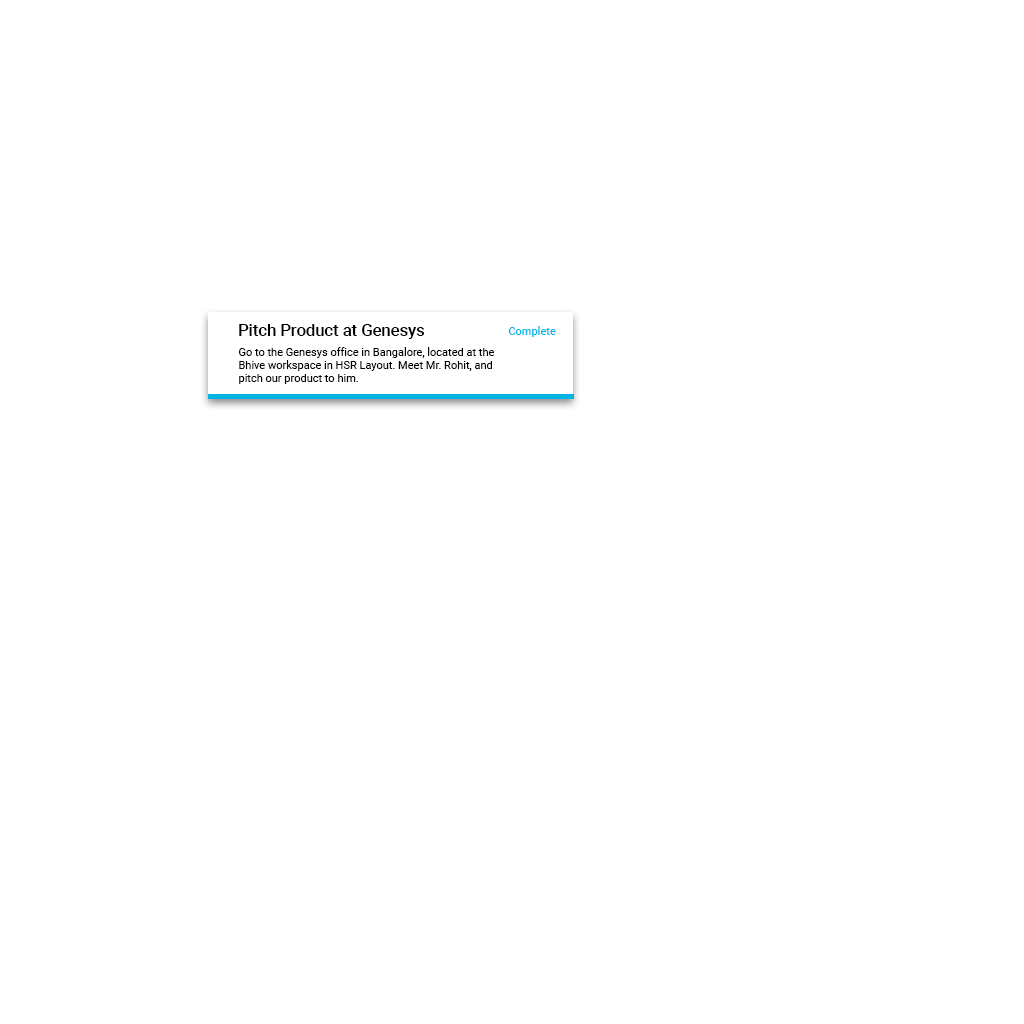 Pitch Product at Genesys
Complete
Go to the Genesys office in Bangalore, located at the
Bhive workspace in HSR Layout. Meet Mr. Rohit, and
pitch our product to him.